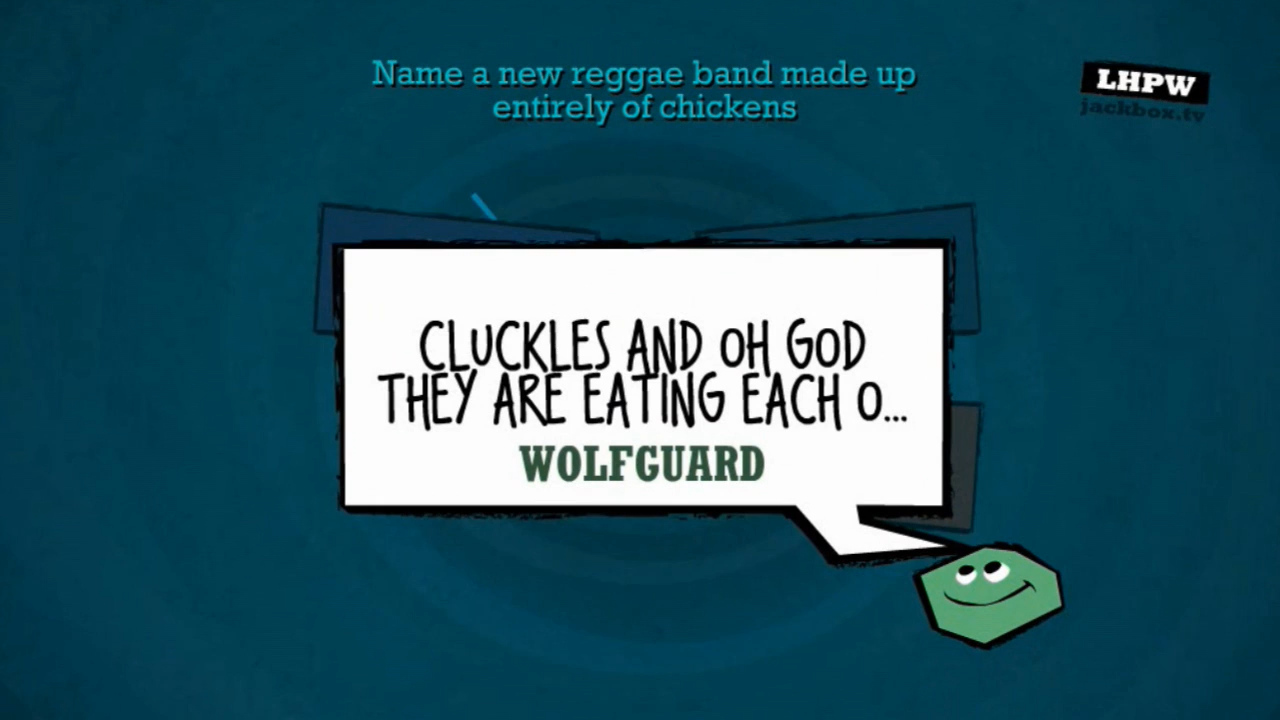 Name a new reggae band made up
entirely of chickens
LHPW
jackbox.tv
CLUCKLES AND OH GOD
THEY ARE EATING EACH O...
WOLFGUARD